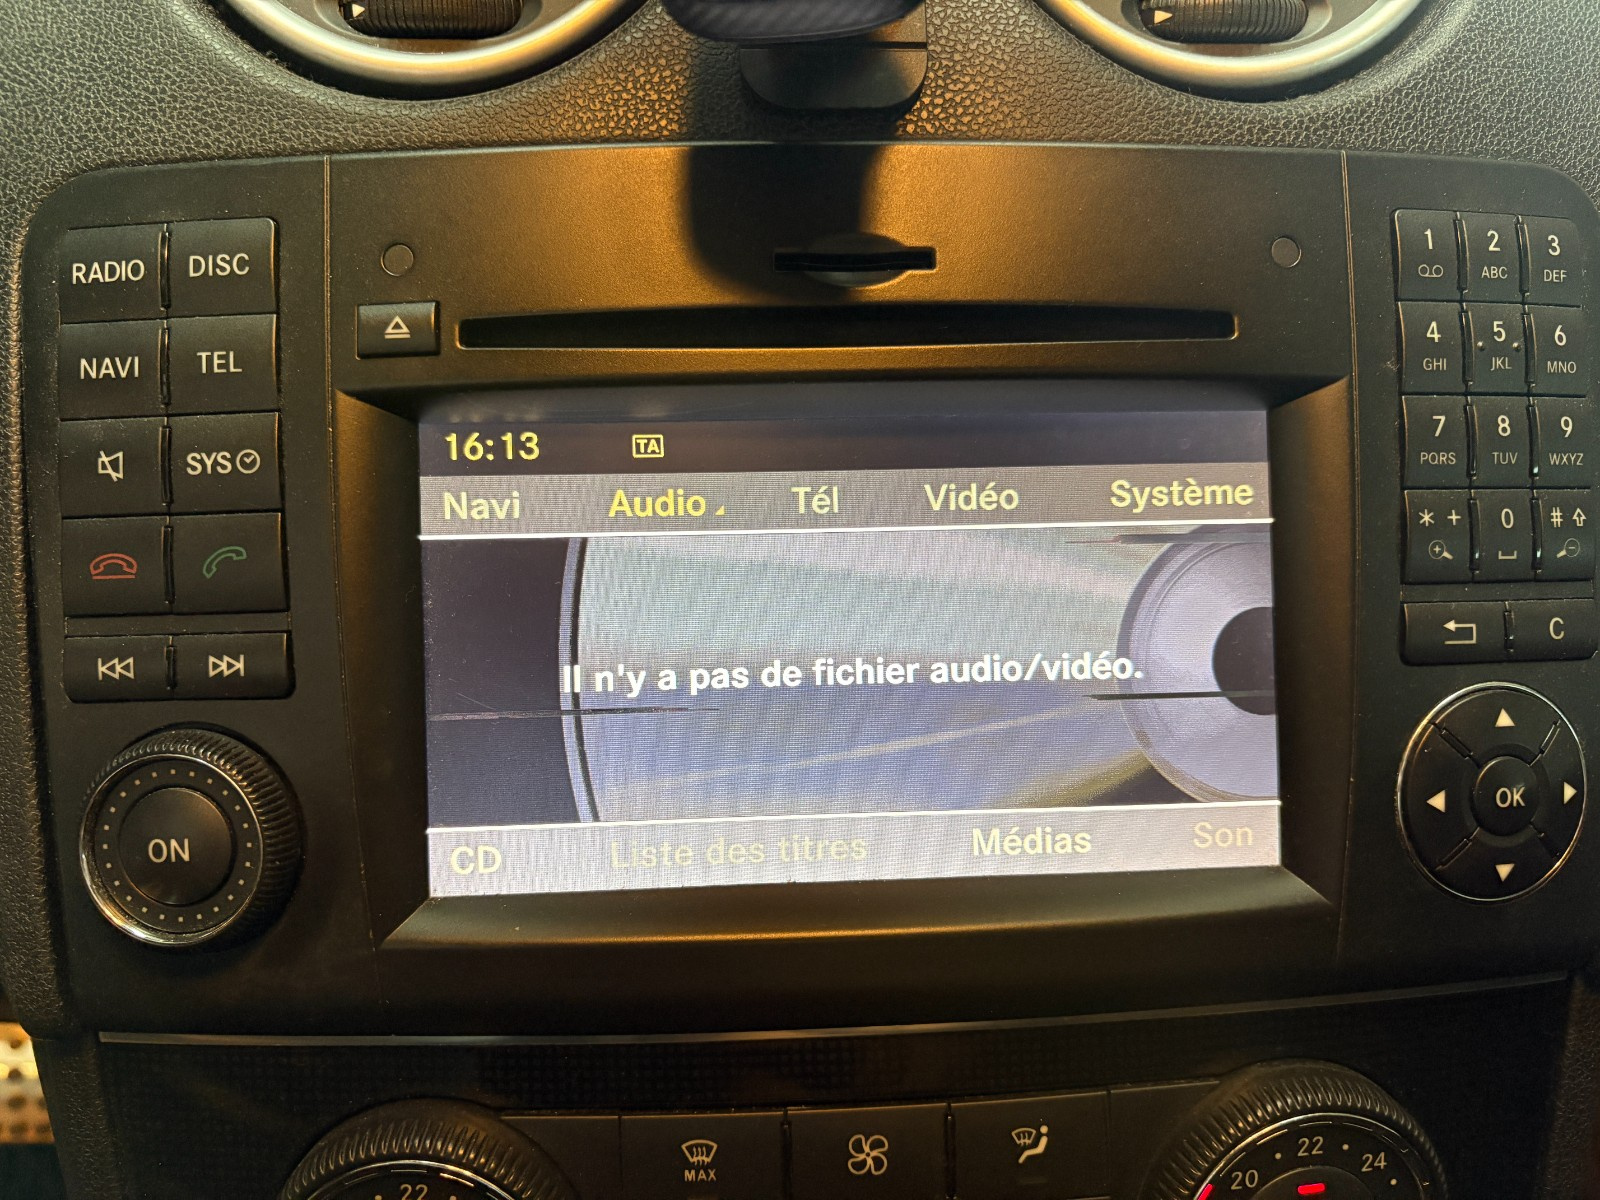 RADIO DISC
NAVI TEL
SYS
ON
16:13 TA
Navi Audio Tél Vidéo Système
Il n'y a pas de fichier audio/vidéo.
CD Liste des titres Médias Son
1 2 ABC 3 DEF
4 GHI 5 JKL 6 MNO
7 PQRS 8 TUV 9 WXYZ
* + 0 #
C
OK
MAX
22
20 22 24